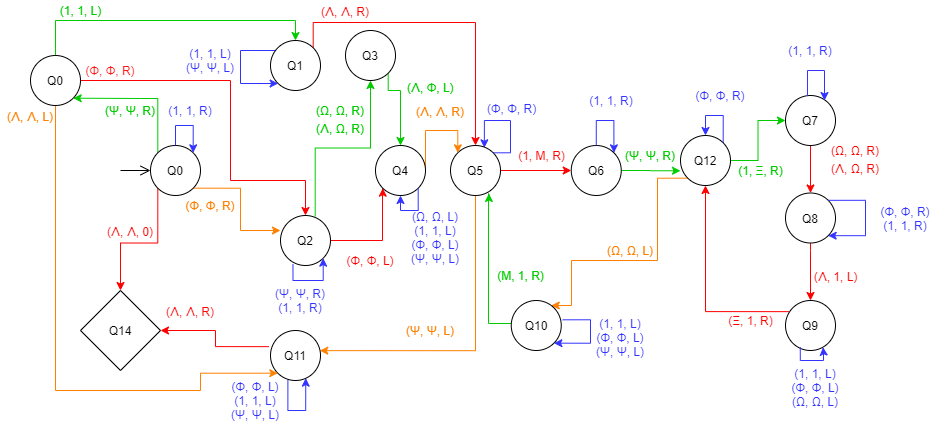 (1, 1, L)
(Λ, Λ, R)
Q3
(1, 1, L)
(Ψ, Ψ, L)
Q1
(1, 1, R)
Q0
(Φ, Φ, R)
(Λ, Φ, L)
(Φ, Φ, R)
(Λ, Λ, L)
(Ψ, Ψ, R)
(1, 1, R)
(Ω, Ω, R)
(Λ, Ω, R)
(Λ, Λ, R)
(Φ, Φ, R)
(1, 1, R)
Q7
Q0
Q4
Q5
(1, M, R)
Q6
(Ψ, Ψ, R)
Q12
(1, Ξ, R)
(Ω, Ω, R)
(Λ, Ω, R)
(Φ, Φ, R)
(Λ, Λ, 0)
Q2
(Φ, Φ, L)
(Ω, Ω, L)
(1, 1, L)
(Φ, Φ, L)
(Ψ, Ψ, L)
Q8
(Φ, Φ, R)
(1, 1, R)
(Ω, Ω, L)
(M, 1, R)
(Λ, 1, L)
(Ψ, Ψ, R)
(1, 1, R)
Q14
(Λ, Λ, R)
(Ψ, Ψ, L)
Q10
(1, 1, L)
(Φ, Φ, L)
(Ψ, Ψ, L)
(Ξ, 1, R)
Q9
Q11
(Φ, Φ, L)
(1, 1, L)
(Ψ, Ψ, L)
(1, 1, L)
(Φ, Φ, L)
(Ω, Ω, L)